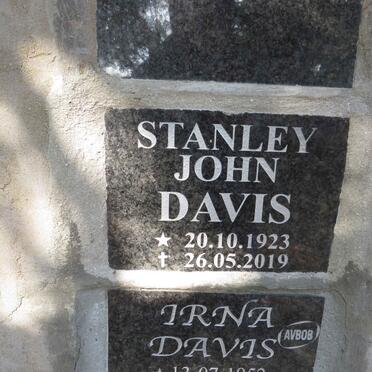 STANLEY
JOHN
DAVIS
★ 20.10.1923
✝ 26.05.2019
IRNA
DAVIS
AVBOB